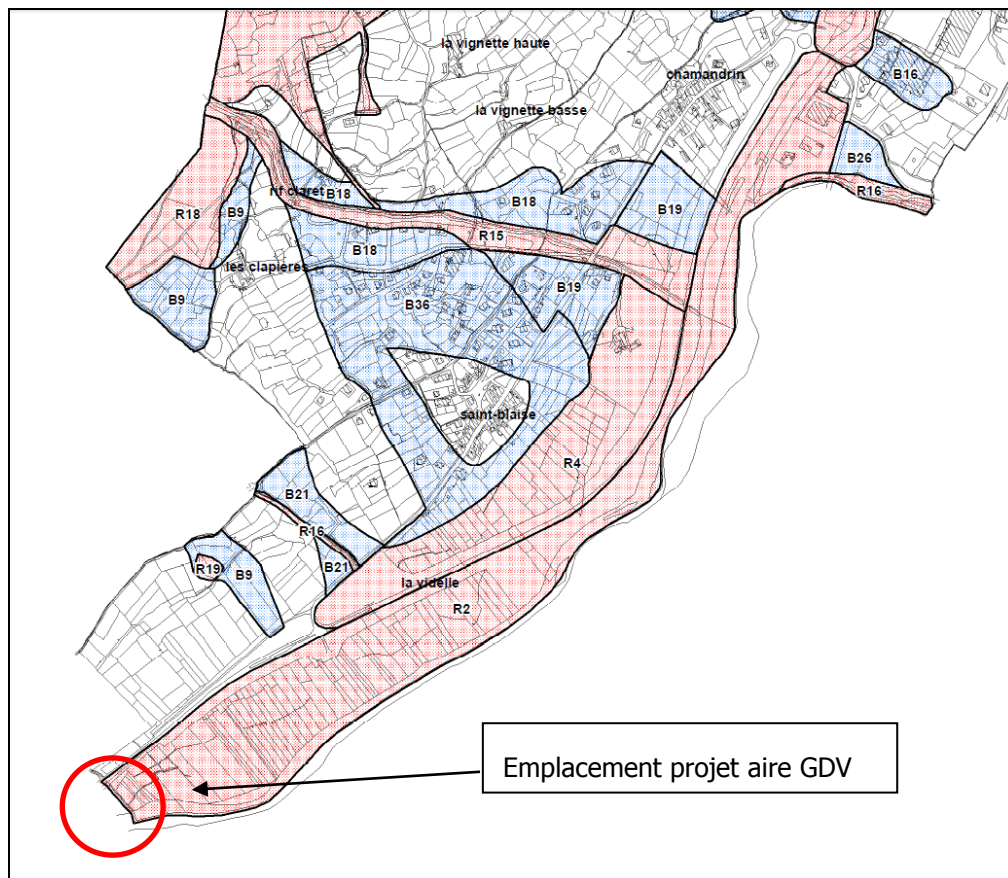 la vignette haute
chamandrin
B16
la vignette basse
B26
R16
rif claret
B18
B18
B19
R18
B9
R15
B18
les clapières
B19
B9
B36
saint-blaise
R4
B21
R16
R19
B9
B21
la videlle
R2
Emplacement projet aire GDV